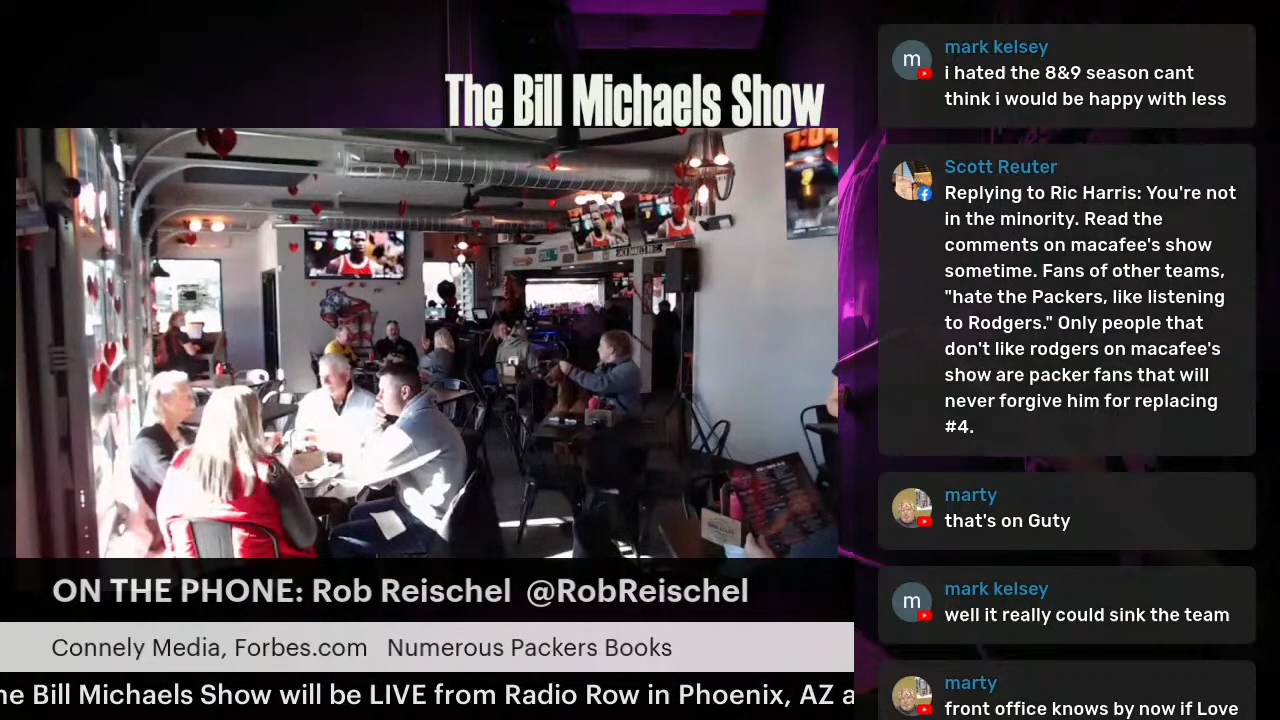 The Bill Michaels Show
ON THE PHONE: Rob Reischel @RobReischel
Connely Media, Forbes.com Numerous Packers Books
he Bill Michaels Show will be LIVE from Radio Row in Phoenix, AZ a
m
mark kelsey
i hated the 8&9 season cant
think i would be happy with less
Scott Reuter
Replying to Ric Harris: You're not
in the minority. Read the
comments on macafee's show
sometime. Fans of other teams,
"hate the Packers, like listening
to Rodgers." Only people that
don't like rodgers on macafee's
show are packer fans that will
never forgive him for replacing
#4.
marty
that's on Guty
m
mark kelsey
well it really could sink the team
marty
front office knows by now if Love